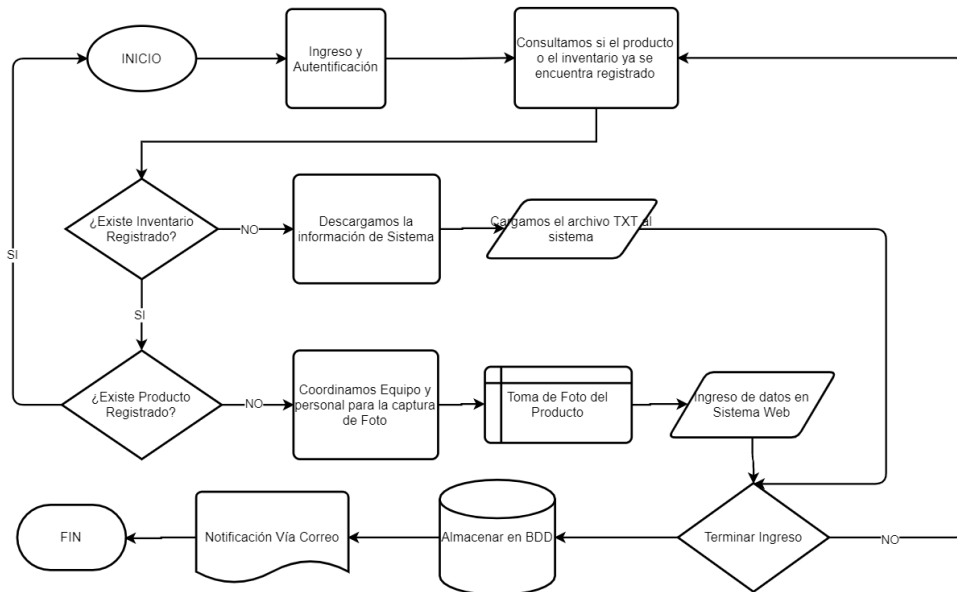 INICIO
Ingreso y
Autentificación
Consultamos si el producto
o el inventario ya se
encuentra registrado
¿Existe Inventario
Registrado?
NO
Descargamos la
información de Sistema
Cargamos el archivo TXT al
sistema
SI
SI
¿Existe Producto
Registrado?
NO
Coordinamos Equipo y
personal para la captura
de Foto
Toma de Foto del
Producto
Ingreso de datos en
Sistema Web
FIN
Notificación Vía Correo
Almacenar en BDD
Terminar Ingreso
NO